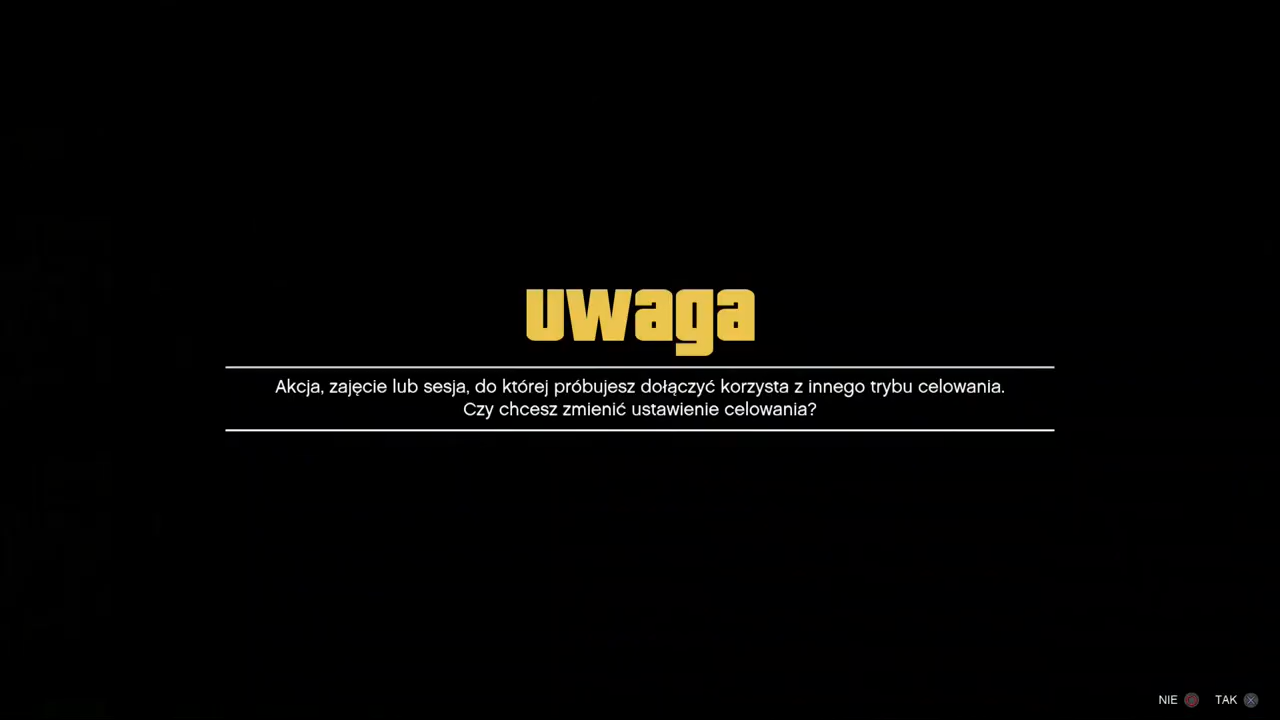 uwaga
Akcja, zajęcie lub sesja, do której próbujesz dołączyć korzysta z innego trybu celowania.
Czy chcesz zmienić ustawienie celowania?
NIE TAK